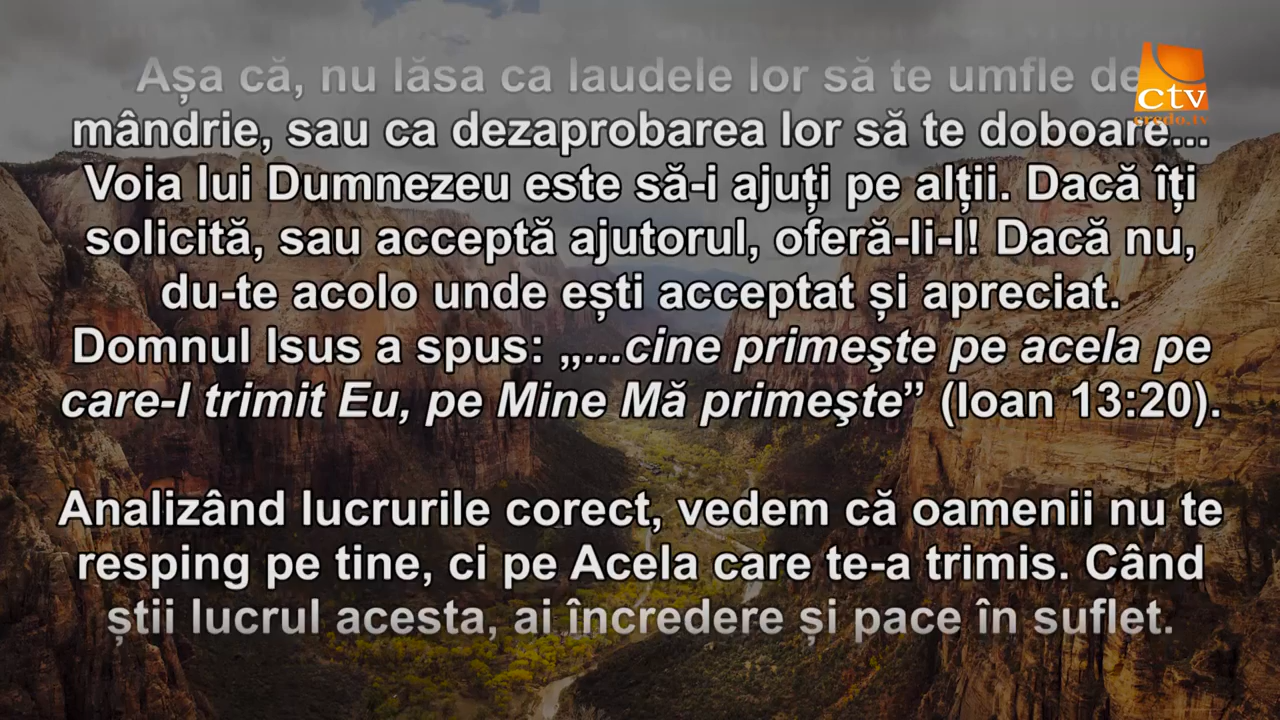 Așa că, nu lăsa ca laudele lor să te umfle de
mândrie, sau ca dezaprobarea lor să te doboare...
Voia lui Dumnezeu este să-i ajuți pe alții. Dacă îți
solicită, sau acceptă ajutorul, oferă-li-l! Dacă nu,
du-te acolo unde ești acceptat și apreciat.
Domnul Isus a spus: „...cine primeşte pe acela pe
care-l trimit Eu, pe Mine Mă primeşte” (Ioan 13:20).
Analizând lucrurile corect, vedem că oamenii nu te
resping pe tine, ci pe Acela care te-a trimis. Când
știi lucrul acesta, ai încredere și pace în suflet.
ctv
credo.tv